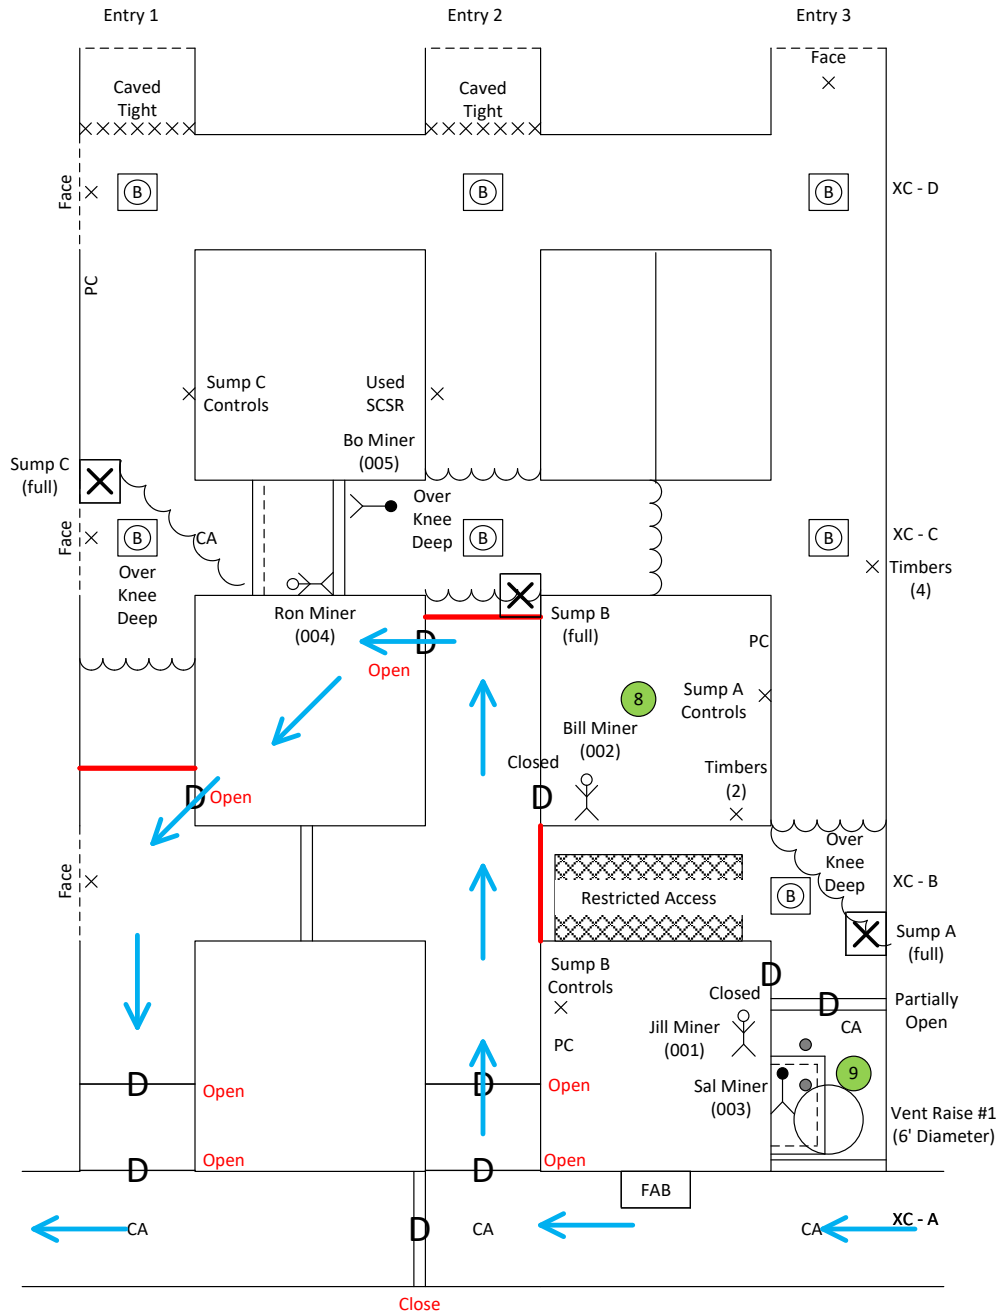 Entry 1
Entry 2
Entry 3
Caved
Tight
Caved
Tight
Face
Face
B
B
B
XC - D
PC
Sump C
Controls
Used
SCSR
Bo Miner
(005)
Sump C
(full)
Over
Knee
Deep
Face
B
CA
B
B
XC - C
Over
Knee
Deep
Timbers
(4)
Ron Miner
(004)
Sump B
(full)
D
Open
PC
8
Sump A
Controls
Bill Miner
(002)
Closed
Timbers
(2)
D
Open
D
Over
Knee
Deep
Face
Restricted Access
B
XC - B
Sump A
(full)
Sump B
Controls
D
Closed
D
Partially
Open
Jill Miner
(001)
CA
PC
D
Open
D
Open
Sal Miner
(003)
9
Vent Raise #1
(6' Diameter)
D
Open
D
Open
FAB
CA
D
CA
CA
XC - A
Close